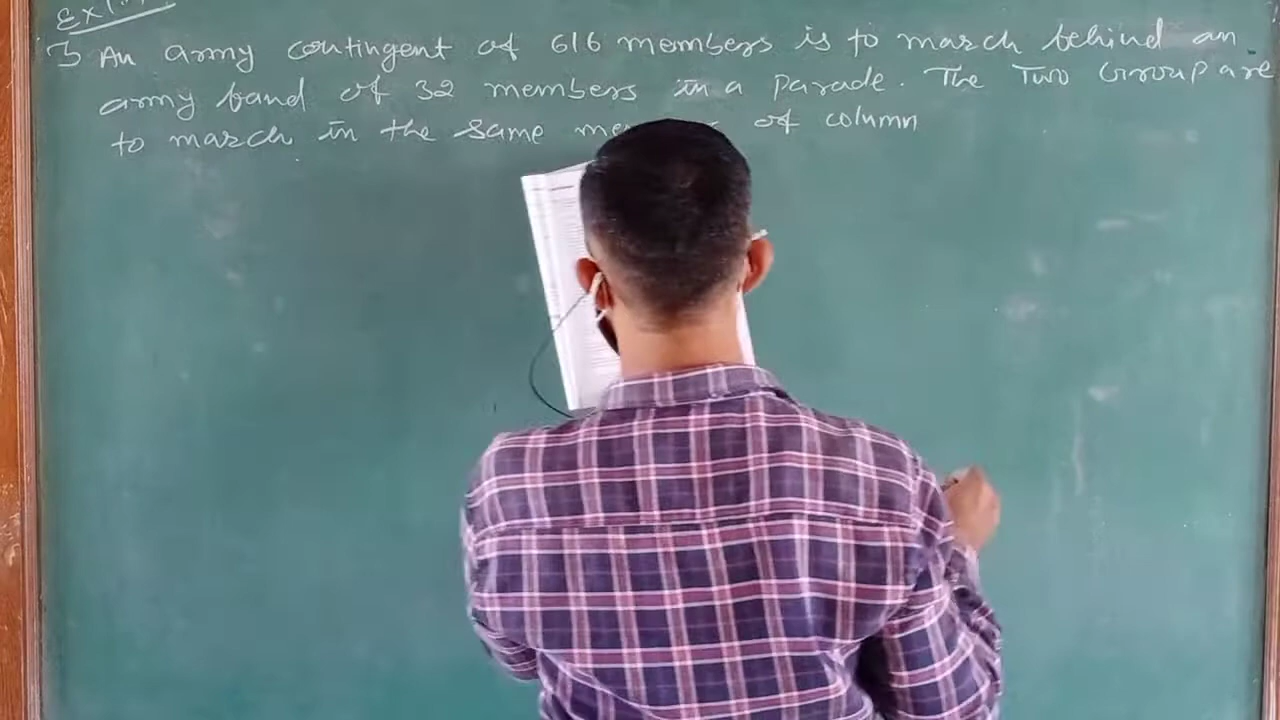 3 An army contingent of 616 members is to march behind an
army band of 32 members in a parade. The Two Group are
to march in the same of column